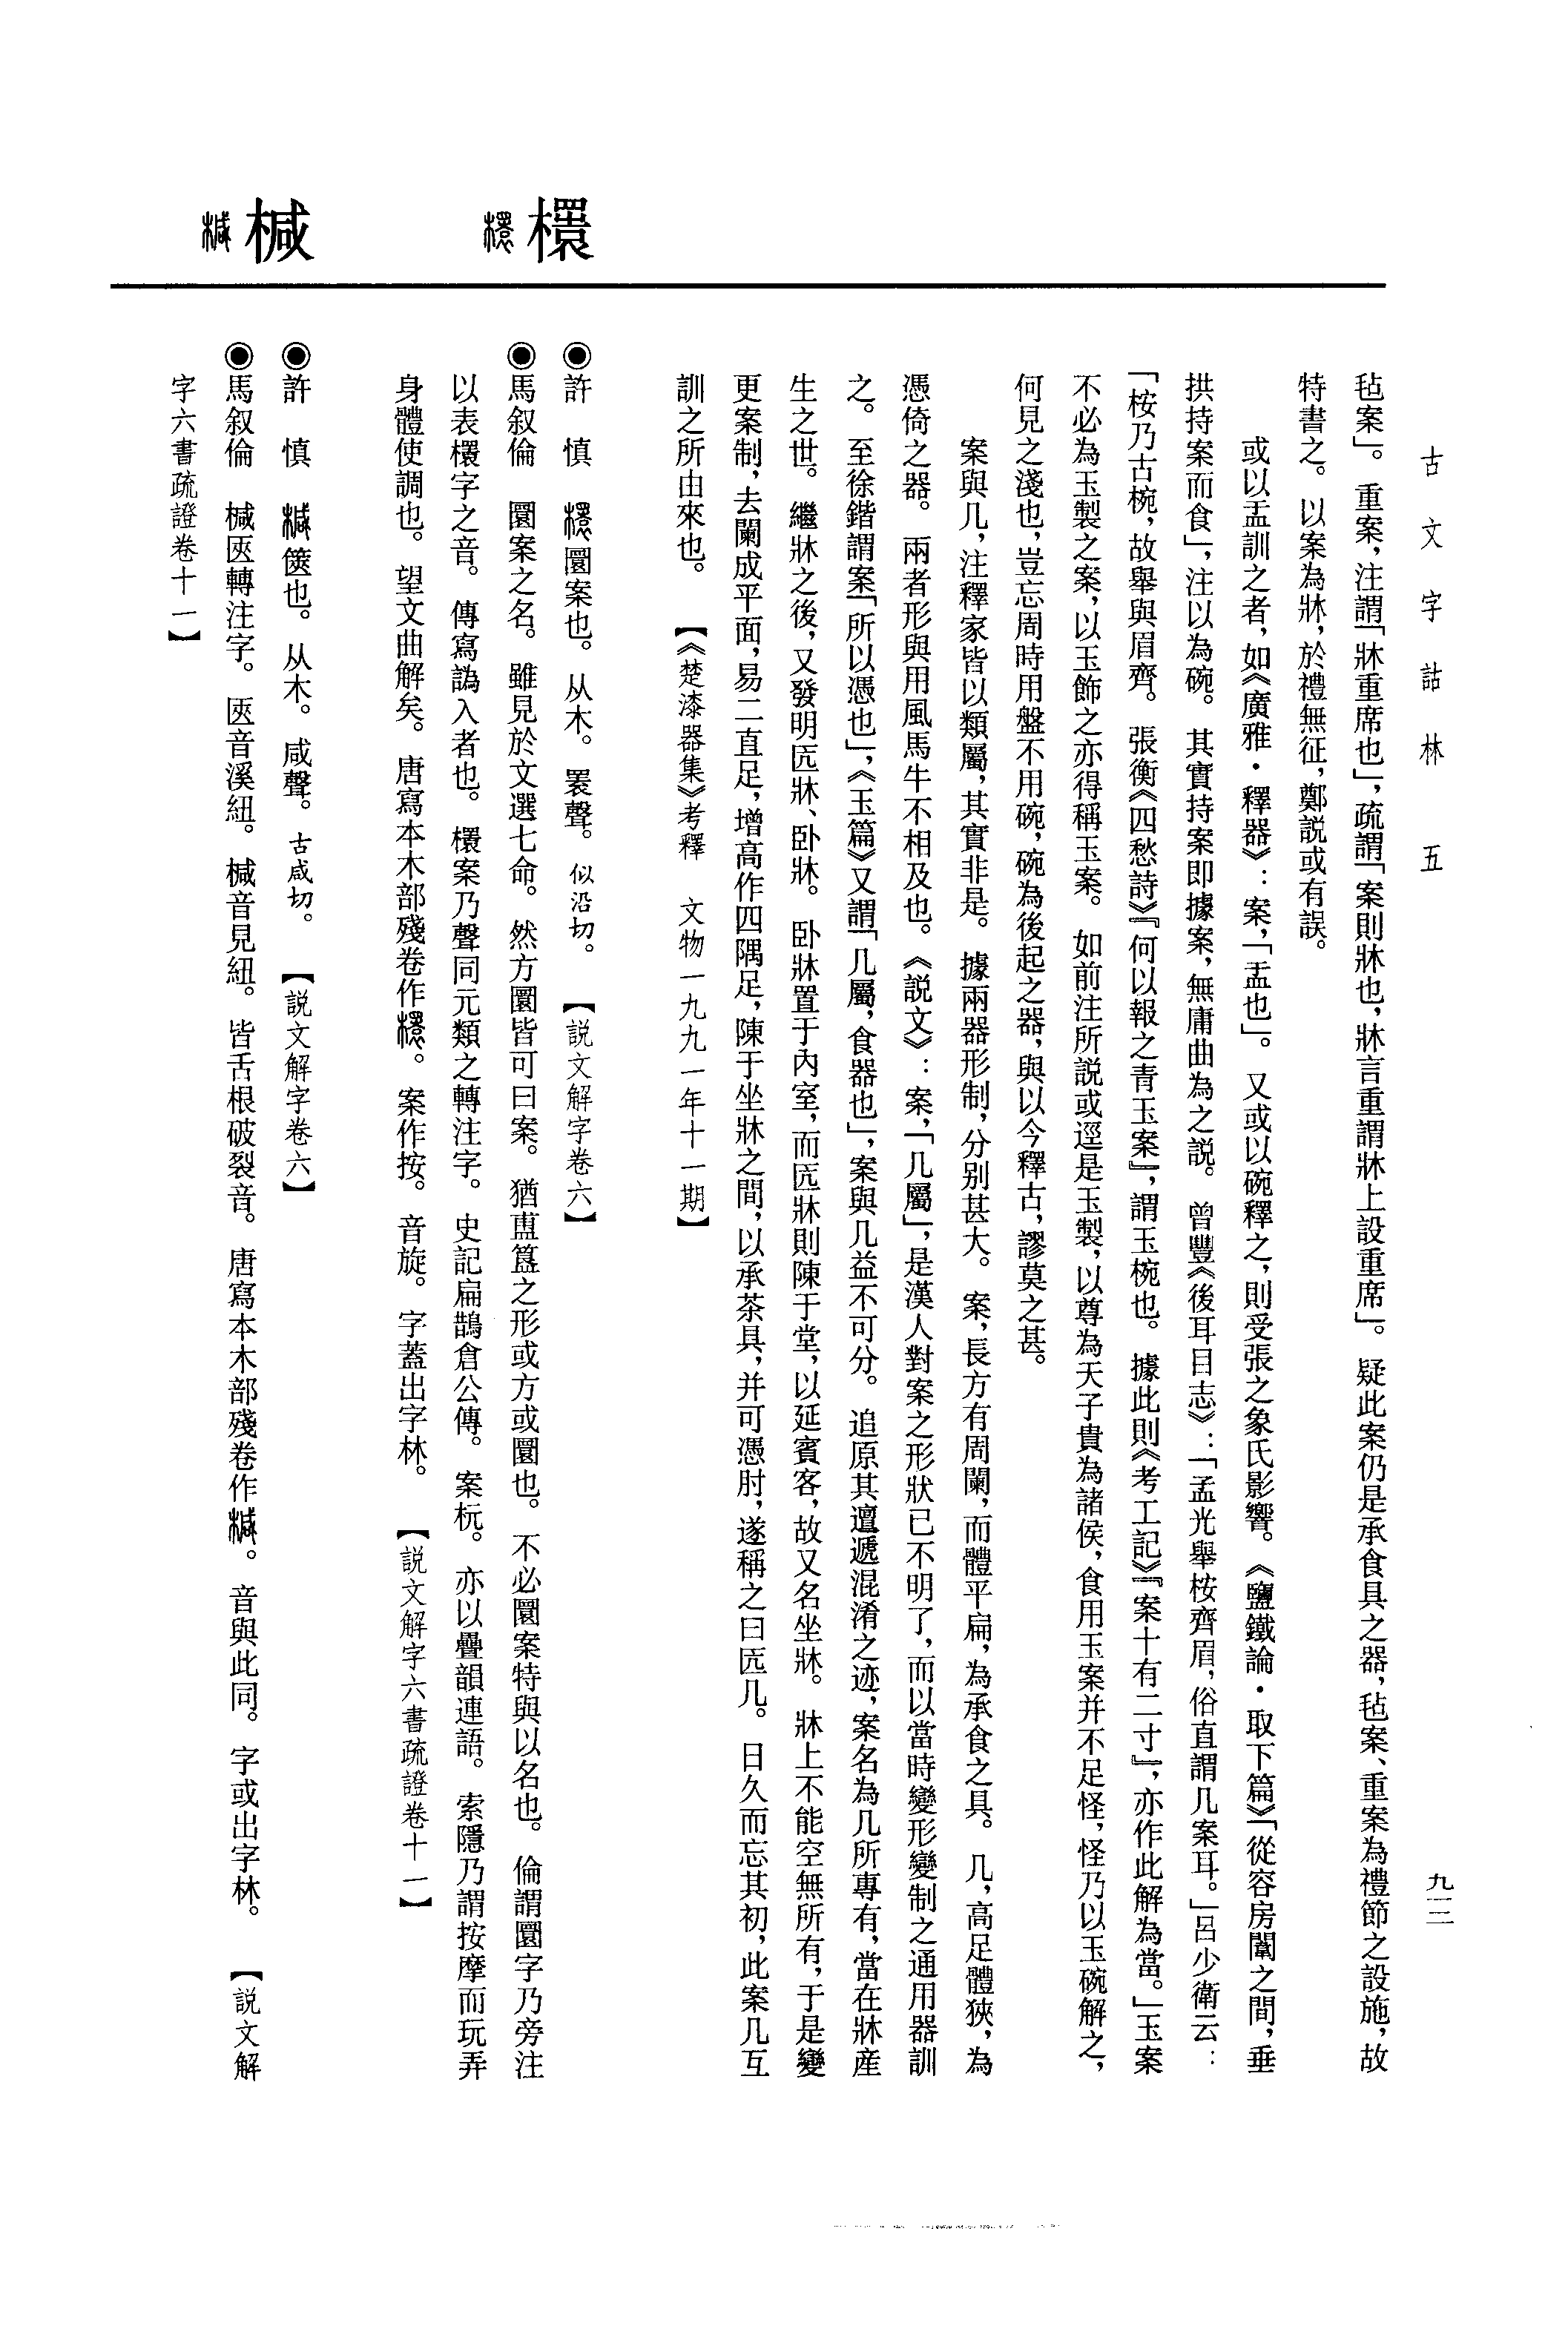 古文字詁林 五
九三二
檈
椷
毡案」。重案，注謂「牀重席也」，疏謂「案則牀也，牀言重謂牀上設重席」。疑此案仍是承食具之器，毡案、重案為禮節之設施，故
特書之。以案為牀，於禮無征，鄭説或有誤。
或以盂訓之者，如《廣雅·釋器》：案，「盂也」。又或以碗釋之，則受張之象氏影響。《鹽鐵論·取下篇》「從容房闈之間，垂
拱持案而食」，注以為碗。其實持案即據案，無庸曲為之説。曾豐《後耳目志》：「孟光舉桉齊眉，俗直謂几案耳。」吕少衛云：
「桉乃古椀，故舉與眉齊。張衡《四愁詩》『何以報之青玉案』，謂玉椀也。據此則《考工記》『案十有二寸』，亦作此解為當。」玉案
不必為玉製之案，以玉飾之亦得稱玉案。如前注所説或逕是玉製，以尊為天子貴為諸侯，食用玉案并不足怪，怪乃以玉碗解之，
何見之淺也，豈忘周時用盤不用碗，碗為後起之器，與以今釋古，謬莫之甚。
案與几，注釋家皆以類屬，其實非是。據兩器形制，分别甚大。案，長方有周闌，而體平扁，為承食之具。几，高足體狹，為
憑倚之器。兩者形與用風馬牛不相及也。《説文》：案，「几屬」，是漢人對案之形狀已不明了，而以當時變形變制之通用器訓
之。至徐鍇謂案「所以憑也」，《玉篇》又謂「几屬，食器也」，案與几益不可分。追原其邅遞混淆之迹，案名為几所專有，當在牀産
生之世。繼牀之後，又發明匟牀、卧牀。卧牀置于内室，而匟牀則陳于堂，以延賓客，故又名坐牀。牀上不能空無所有，于是變
更案制，去闌成平面，易二直足，增高作四隅足，陳于坐牀之間，以承茶具，并可憑肘，遂稱之曰匟几。日久而忘其初，此案几互
訓之所由來也。 【《楚漆器集》考釋 文物一九九一年十一期】
◉許 慎 檈圜案也。从木。瞏聲。似沿切。 【説文解字卷六】
◉馬叙倫 圜案之名。雖見於文選七命。然方圜皆可曰案。猶盙簋之形或方或圜也。不必圜案特與以名也。倫謂圜字乃旁注
以表檈字之音。傳寫譌入者也。檈案乃聲同元類之轉注字。史記扁鵲倉公傳。案杬。亦以疊韻連語。索隱乃謂按摩而玩弄
身體使調也。望文曲解矣。唐寫本木部殘卷作檈。案作按。音旋。字蓋出字林。 【説文解字六書疏證卷十一】
◉許 慎 椷篋也。从木。咸聲。古咸切。 【説文解字卷六】
◉馬叙倫 椷匧轉注字。匧音溪紐。椷音見紐。皆舌根破裂音。唐寫本木部殘卷作椷。音與此同。字或出字林。 【説文解
字六書疏證卷十一】